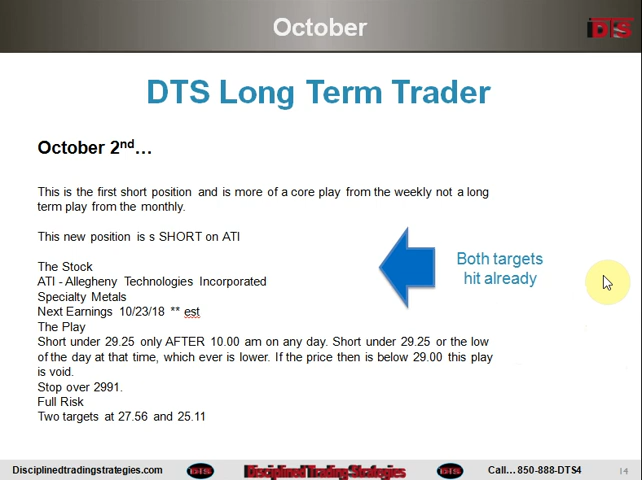 October
iDTS
DTS Long Term Trader
October 2nd…
This is the first short position and is more of a core play from the weekly not a long
term play from the monthly.
This new position is s SHORT on ATI
The Stock
ATI - Allegheny Technologies Incorporated
Specialty Metals
Next Earnings 10/23/18 ** est
The Play
Short under 29.25 only AFTER 10.00 am on any day. Short under 29.25 or the low
of the day at that time, which ever is lower. If the price then is below 29.00 this play
is void.
Stop over 2991.
Full Risk
Two targets at 27.56 and 25.11
Both targets
hit already
Disciplinedtradingstrategies.com
DTS
Disciplined Trading Strategies
DTS
Call… 850-888-DTS4
14